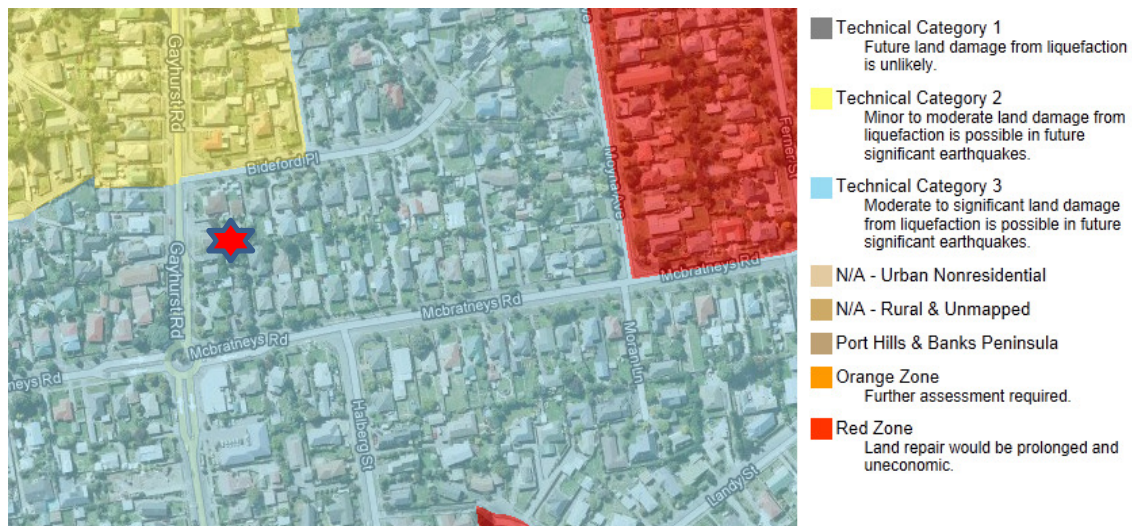 Gayhurst Rd
Bideford Pl
Moyna Ave
Ferner St
Gayhurst Rd
Mcbratneys Rd
Mcbratneys Rd
Mcbratneys Rd
neys Rd
Halberg St
Moran Ln
Landy St
Technical Category 1
Future land damage from liquefaction
is unlikely.
Technical Category 2
Minor to moderate land damage from
liquefaction is possible in future
significant earthquakes.
Technical Category 3
Moderate to significant land damage
from liquefaction is possible in future
significant earthquakes.
N/A - Urban Nonresidential
N/A - Rural & Unmapped
Port Hills & Banks Peninsula
Orange Zone
Further assessment required.
Red Zone
Land repair would be prolonged and
uneconomic.